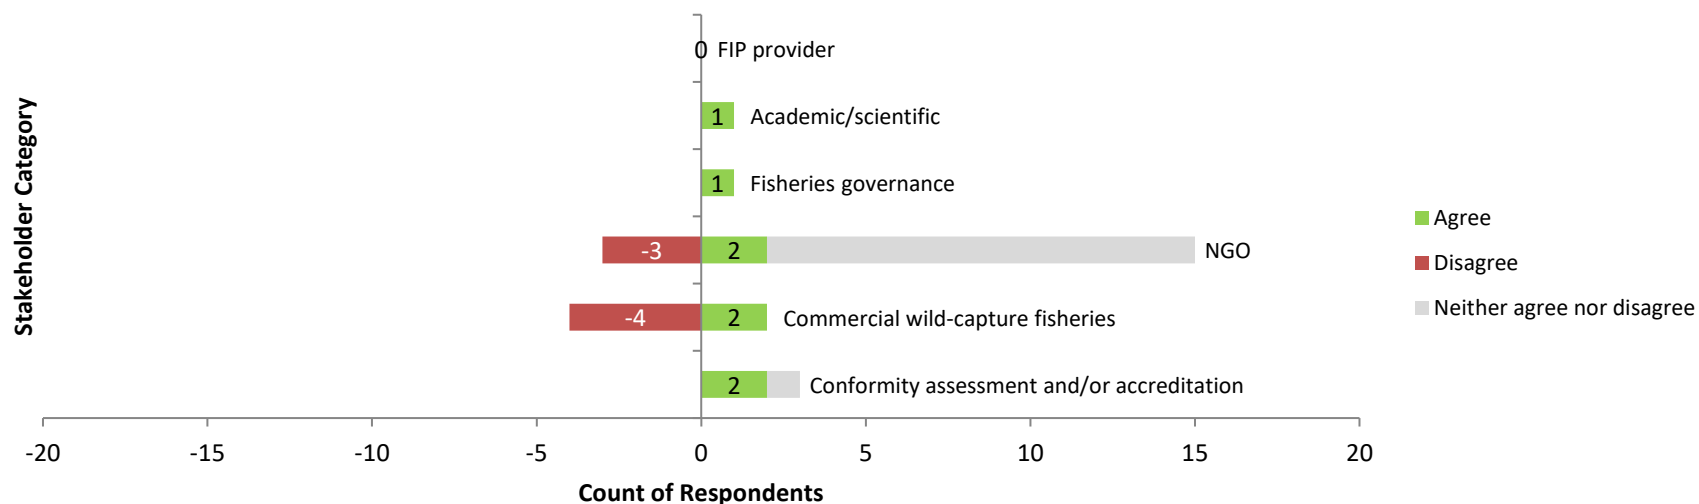 0 FIP provider
1 Academic/scientific
1 Fisheries governance
-3 2 NGO
-4 2 Commercial wild-capture fisheries
2 Conformity assessment and/or accreditation
Stakeholder Category
-20 -15 -10 -5 0 5 10 15 20
Count of Respondents
Agree
Disagree
Neither agree nor disagree